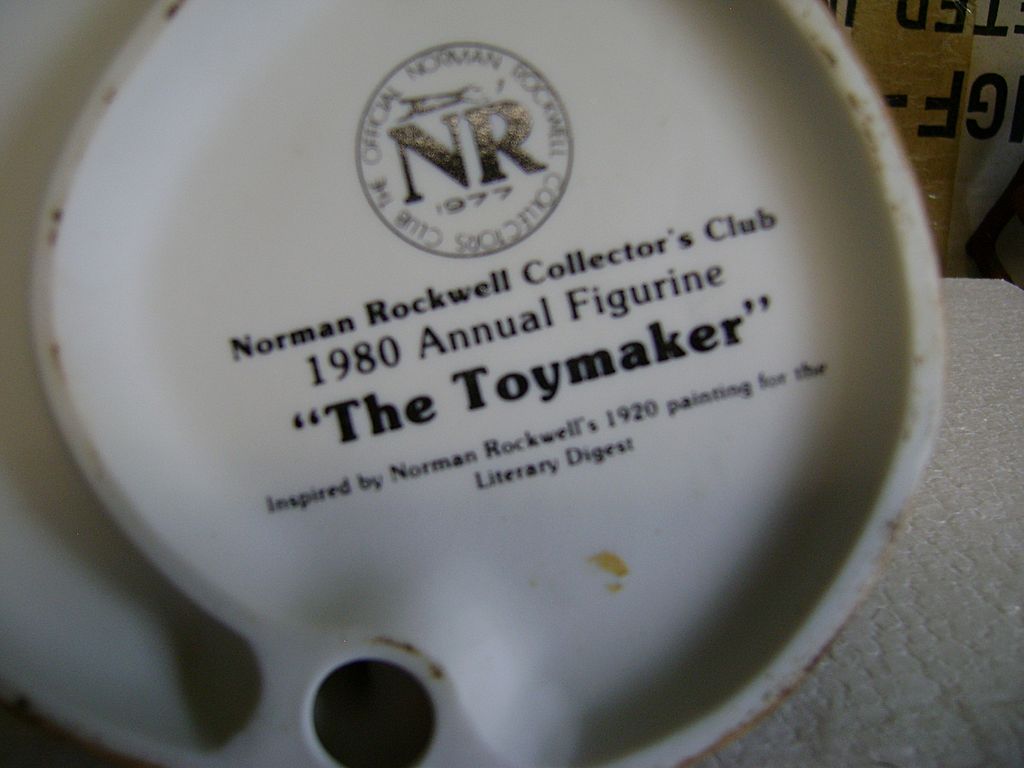 THE OFFICIAL NORMAN ROCKWELL COLLECTORS CLUB
NR
1977
Norman Rockwell Collector's Club
1980 Annual Figurine
“The Toymaker”
Inspired by Norman Rockwell's 1920 painting for the
Literary Digest